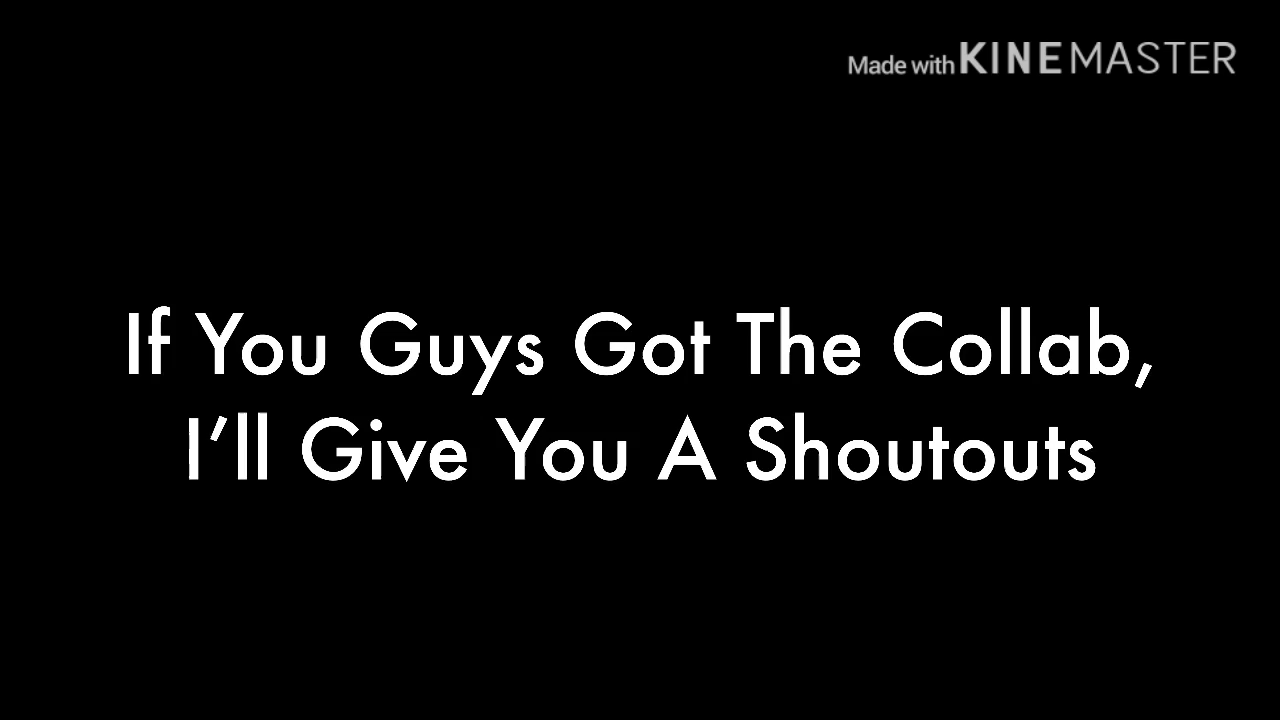 Made with KINEMASTER
If You Guys Got The Collab,
I’ll Give You A Shoutouts